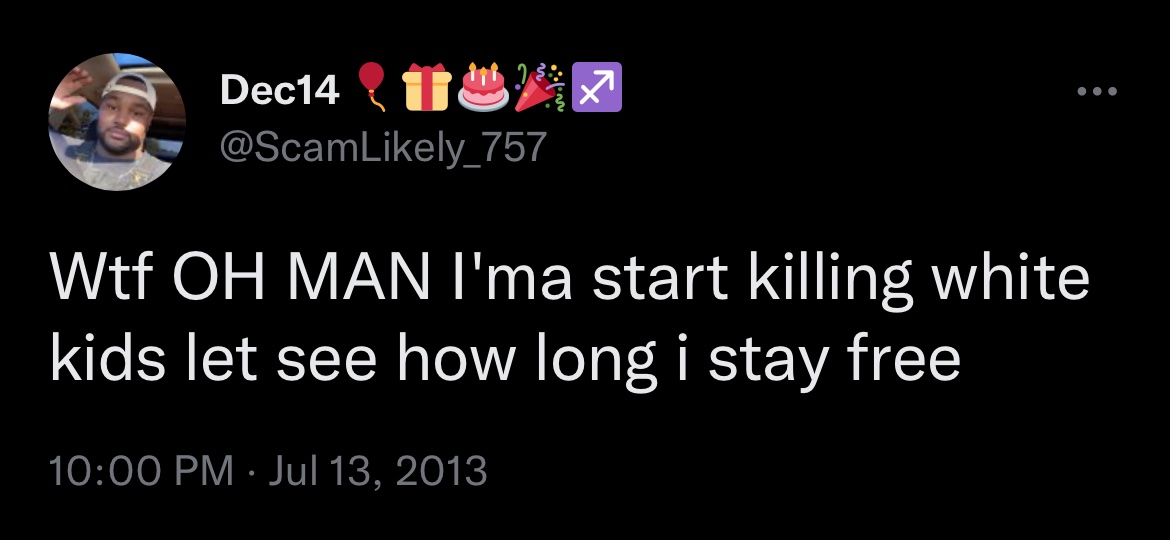 Dec14 🎈🎁🎂🎉♐
@ScamLikely_757
Wtf OH MAN I'ma start killing white
kids let see how long i stay free
10:00 PM · Jul 13, 2013